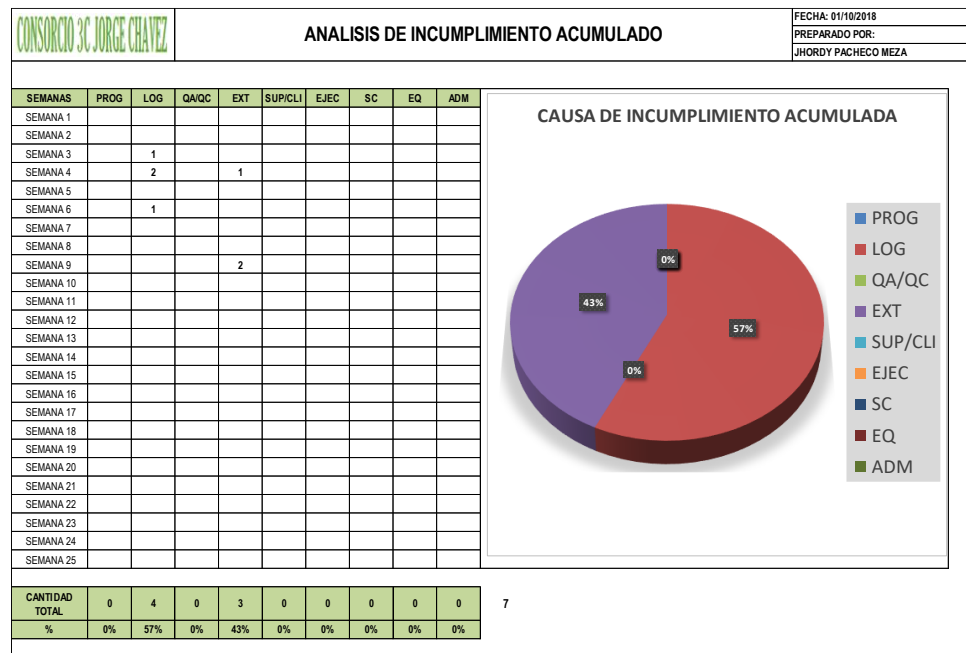 CONSORCIO 3C JORGE CHAVEZ
ANALISIS DE INCUMPLIMIENTO ACUMULADO
FECHA: 01/10/2018
PREPARADO POR:
JHORDY PACHECO MEZA
SEMANAS PROG LOG QA/QC EXT SUP/CLI EJEC SC EQ ADM
SEMANA 1
SEMANA 2
SEMANA 3 1
SEMANA 4 2 1
SEMANA 5
SEMANA 6 1
SEMANA 7
SEMANA 8
SEMANA 9 2
SEMANA 10
SEMANA 11
SEMANA 12
SEMANA 13
SEMANA 14
SEMANA 15
SEMANA 16
SEMANA 17
SEMANA 18
SEMANA 19
SEMANA 20
SEMANA 21
SEMANA 22
SEMANA 23
SEMANA 24
SEMANA 25
CANTIDAD
TOTAL 0 4 0 3 0 0 0 0 0 7
% 0% 57% 0% 43% 0% 0% 0% 0% 0%
CAUSA DE INCUMPLIMIENTO ACUMULADA
0%
43%
57%
0%
PROG
LOG
QA/QC
EXT
SUP/CLI
EJEC
SC
EQ
ADM